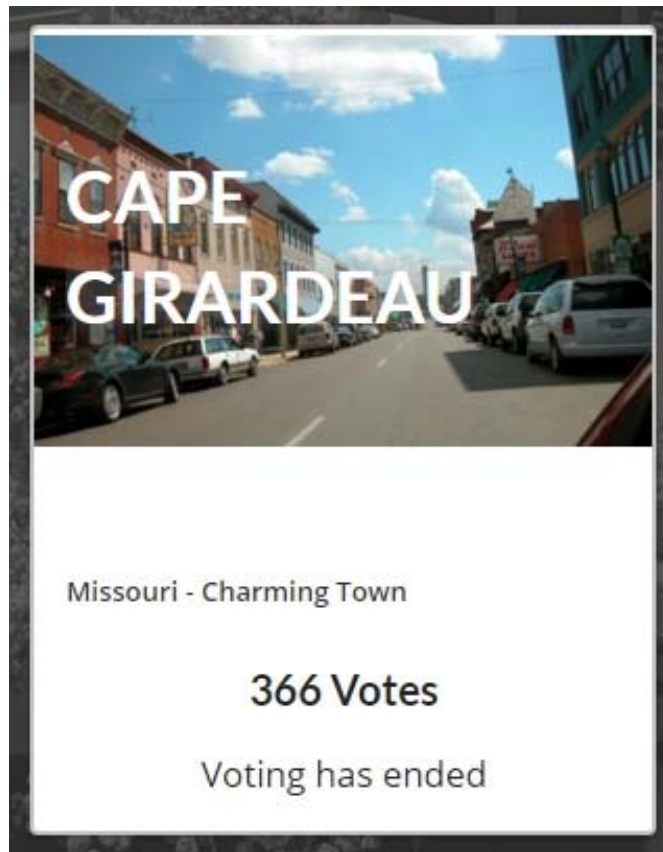 CAPE
GIRARDEAU
Missouri - Charming Town
366 Votes
Voting has ended